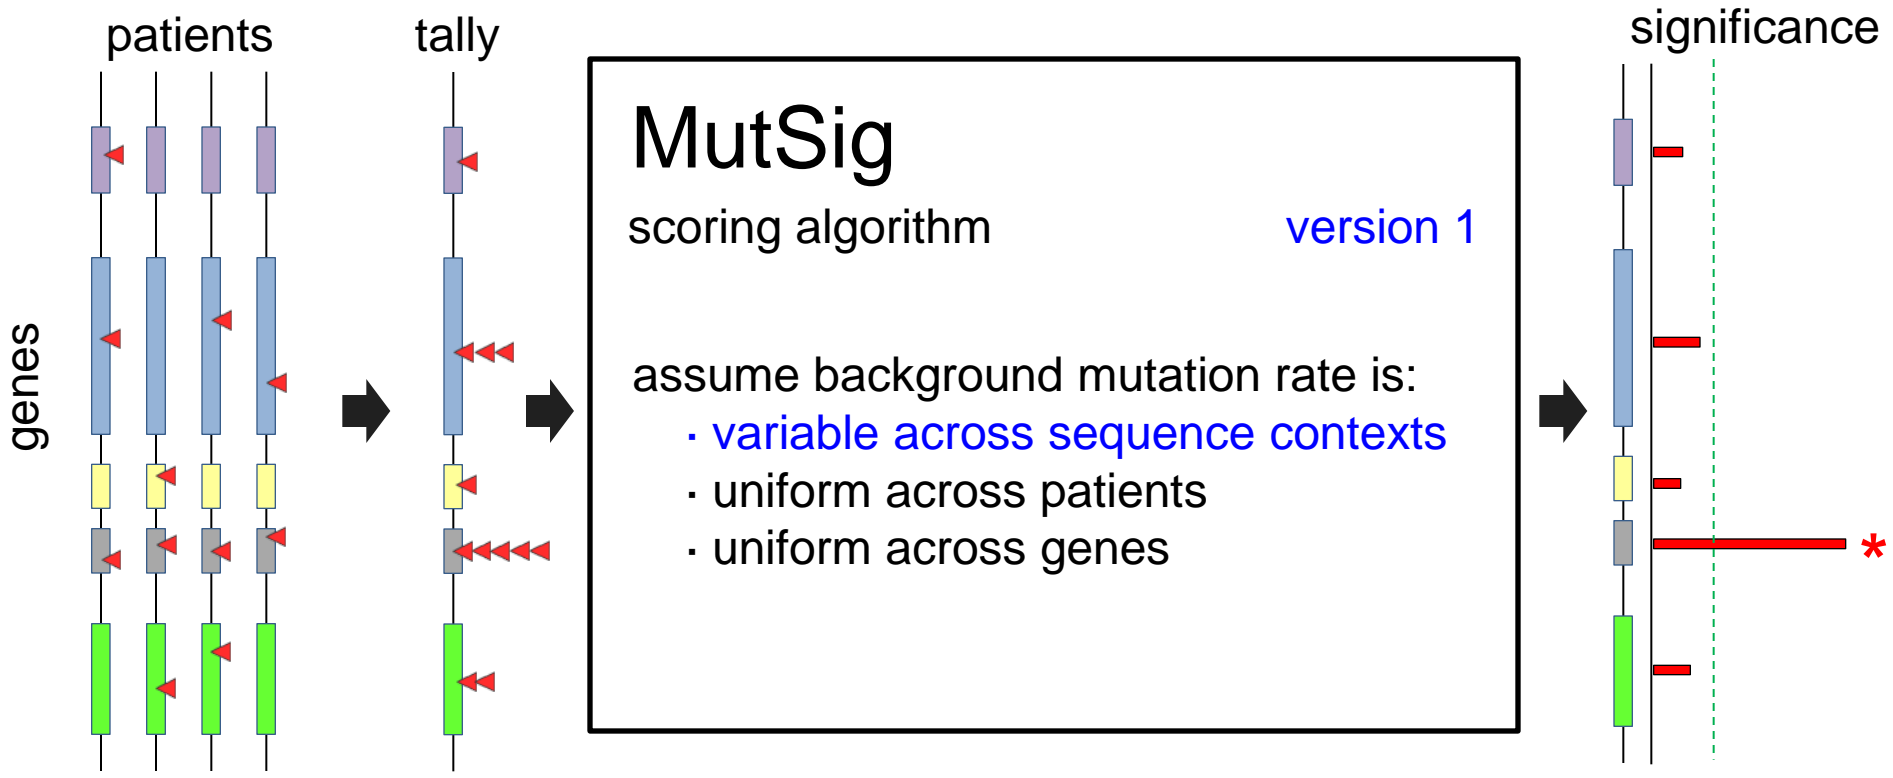 patients
tally
significance
genes
MutSig
scoring algorithm version 1
assume background mutation rate is:
· variable across sequence contexts
· uniform across patients
· uniform across genes
*